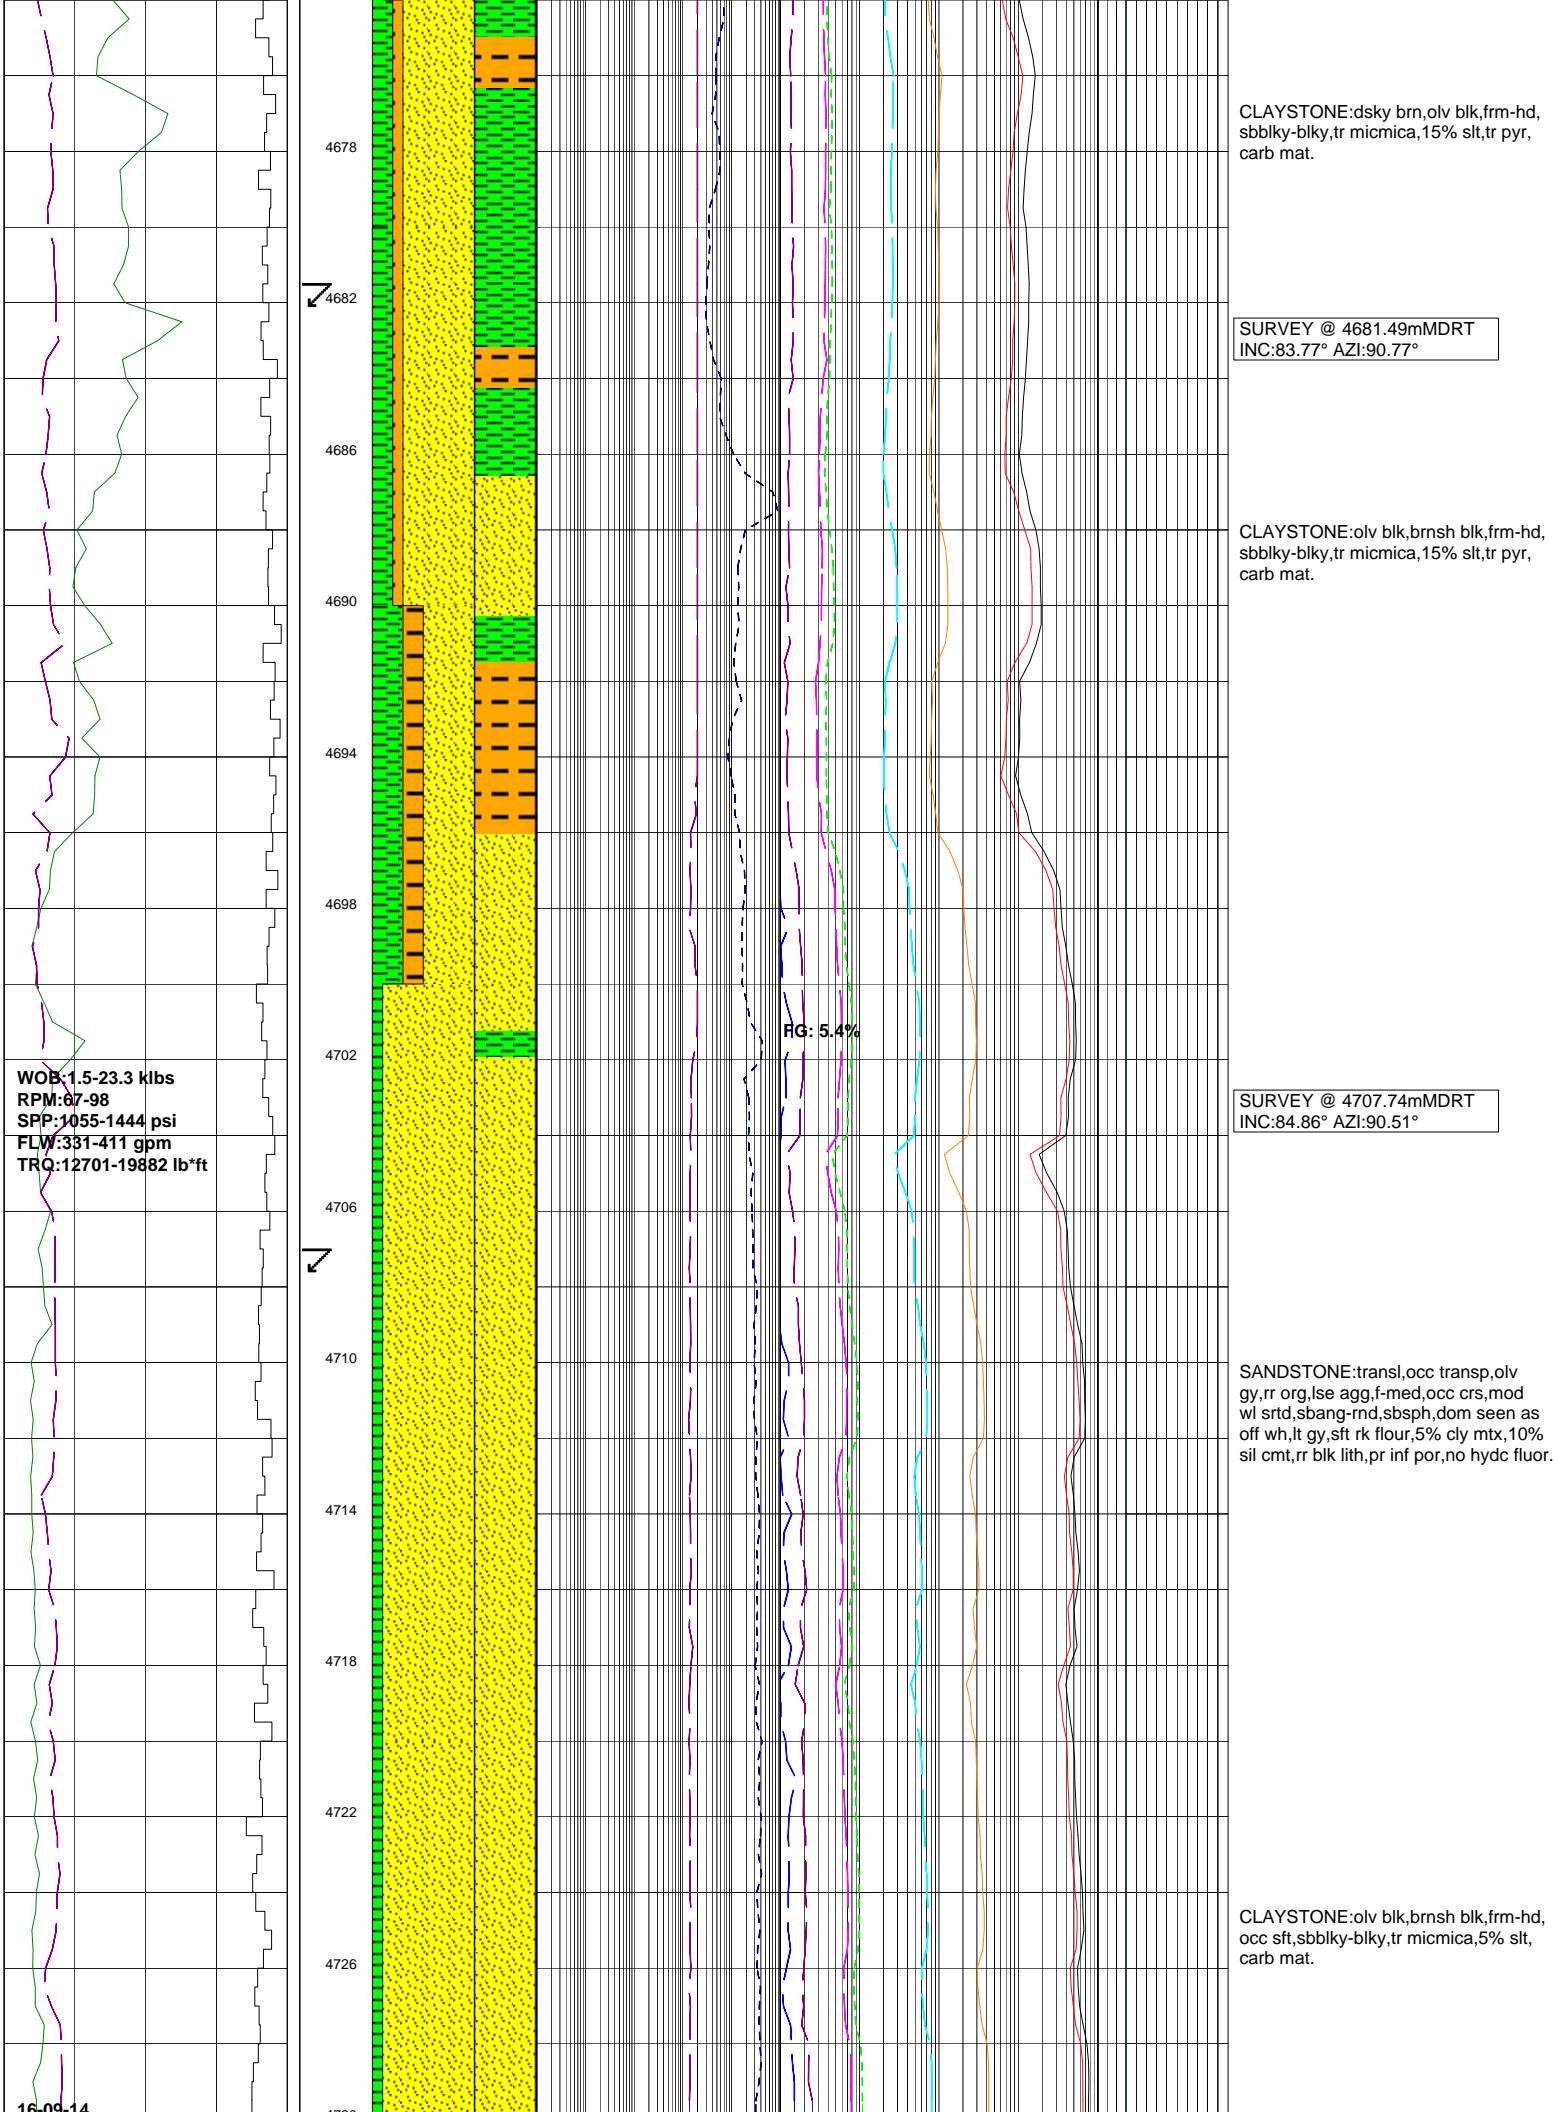 CLAYSTONE:dsky brn,olv blk,frm-hd,
sbblky-blky,tr micmica,15% slt,tr pyr,
carb mat.
4678
4682
SURVEY @ 4681.49mMDRT
INC:83.77° AZI:90.77°
4686
CLAYSTONE:olv blk,brnsh blk,frm-hd,
sbblky-blky,tr micmica,15% slt,tr pyr,
carb mat.
4690
4694
4698
FG: 5.4%
4702
WOB:1.5-23.3 klbs
RPM:67-98
SPP:1055-1444 psi
FLW:331-411 gpm
TRQ:12701-19882 lb*ft
SURVEY @ 4707.74mMDRT
INC:84.86° AZI:90.51°
4706
4710
SANDSTONE:transl,occ transp,olv
gy,rr org,lse agg,f-med,occ crs,mod
wl srtd,sbang-rnd,sbsph,dom seen as
off wh,lt gy,sft rk flour,5% cly mtx,10%
sil cmt,rr blk lith,pr inf por,no hydc fluor.
4714
4718
4722
CLAYSTONE:olv blk,brnsh blk,frm-hd,
occ sft,sbblky-blky,tr micmica,5% slt,
carb mat.
4726
16-09-14